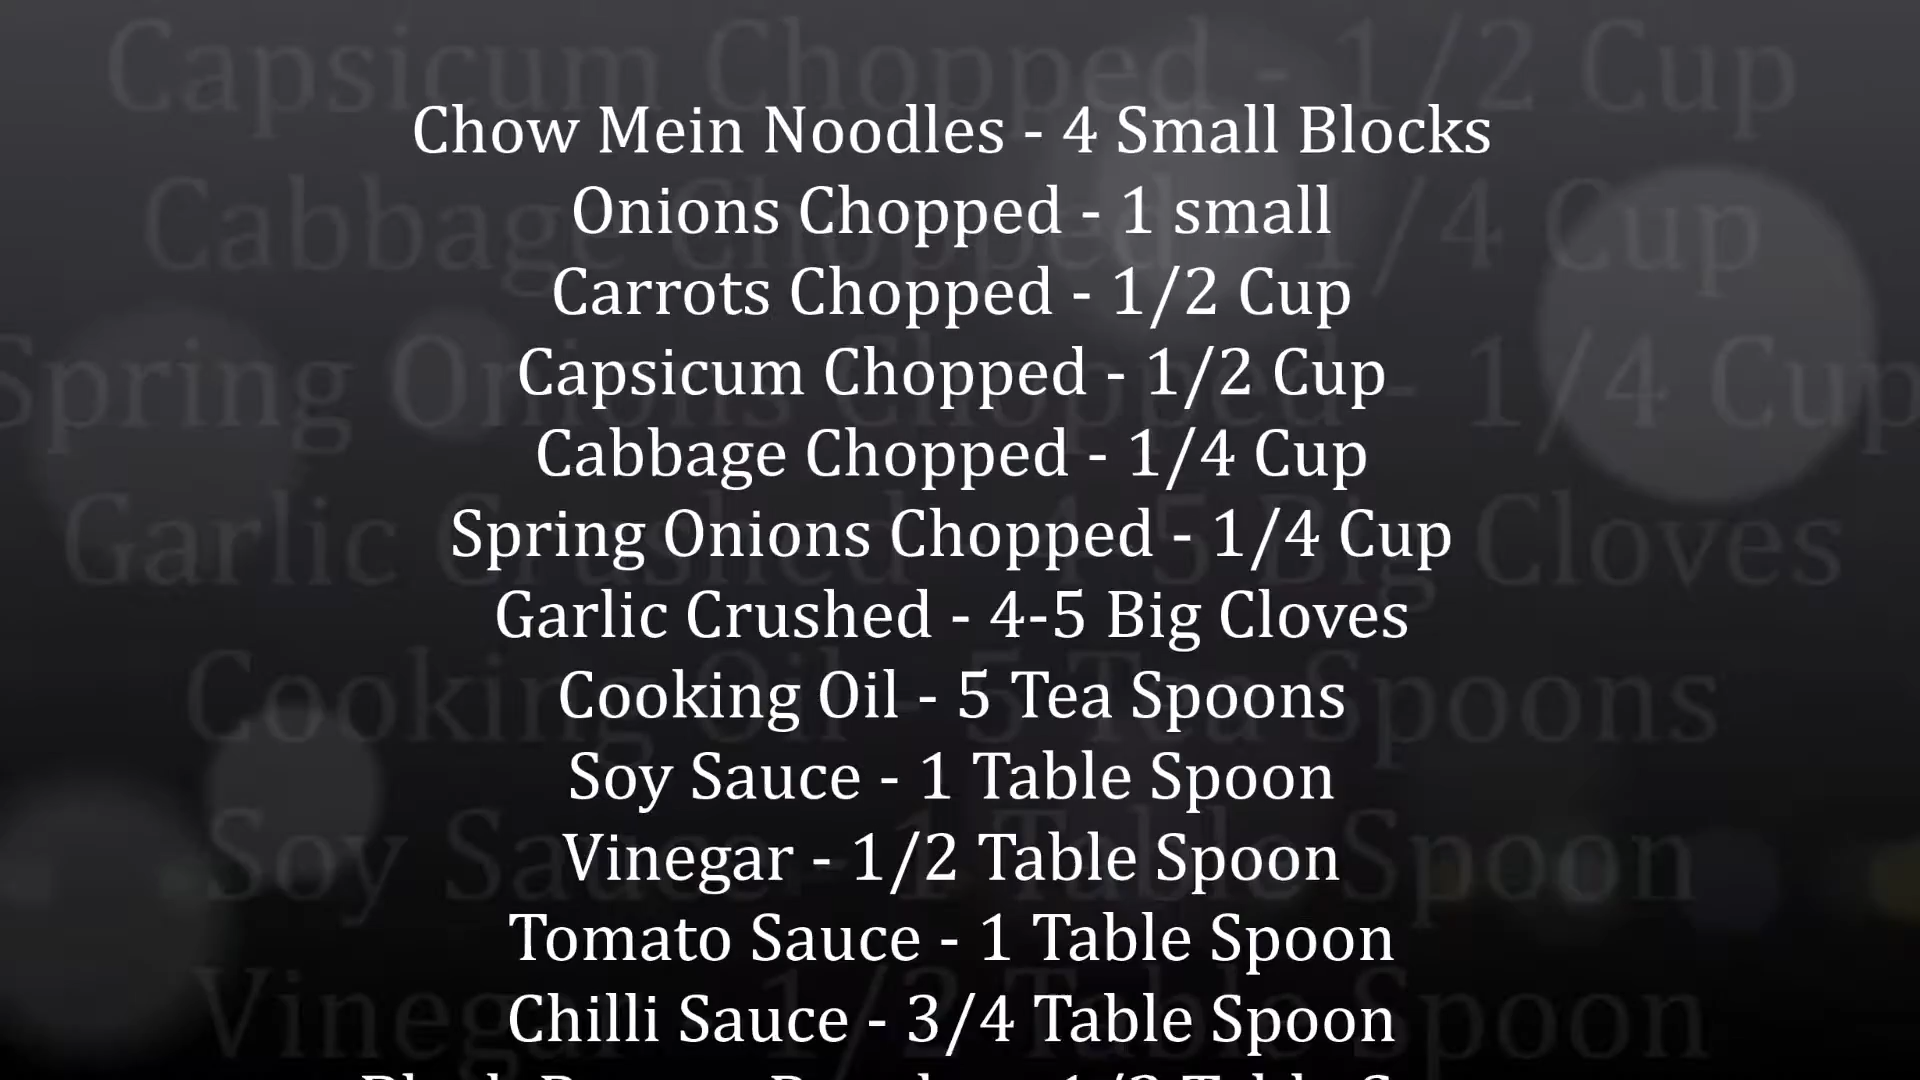 Chow Mein Noodles - 4 Small Blocks
Onions Chopped - 1 small
Carrots Chopped - 1/2 Cup
Capsicum Chopped - 1/2 Cup
Cabbage Chopped - 1/4 Cup
Spring Onions Chopped - 1/4 Cup
Garlic Crushed - 4-5 Big Cloves
Cooking Oil - 5 Tea Spoons
Soy Sauce - 1 Table Spoon
Vinegar - 1/2 Table Spoon
Tomato Sauce - 1 Table Spoon
Chilli Sauce - 3/4 Table Spoon